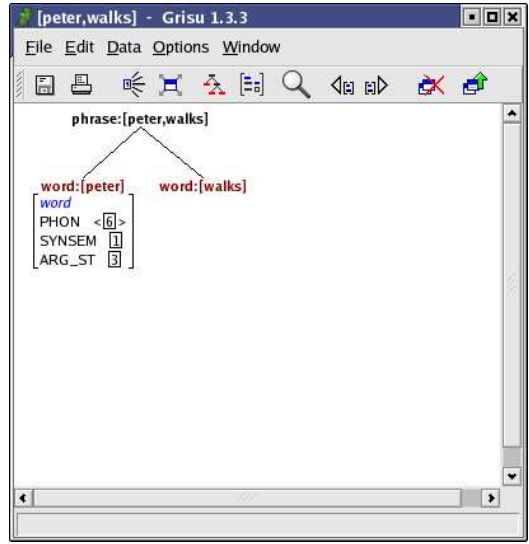 [peter,walks] - Grisu 1.3.3
File Edit Data Options Window
phrase:[peter,walks]
word:[peter] word:[walks]
word
PHON <6>
SYNSEM 1
ARG_ST 3